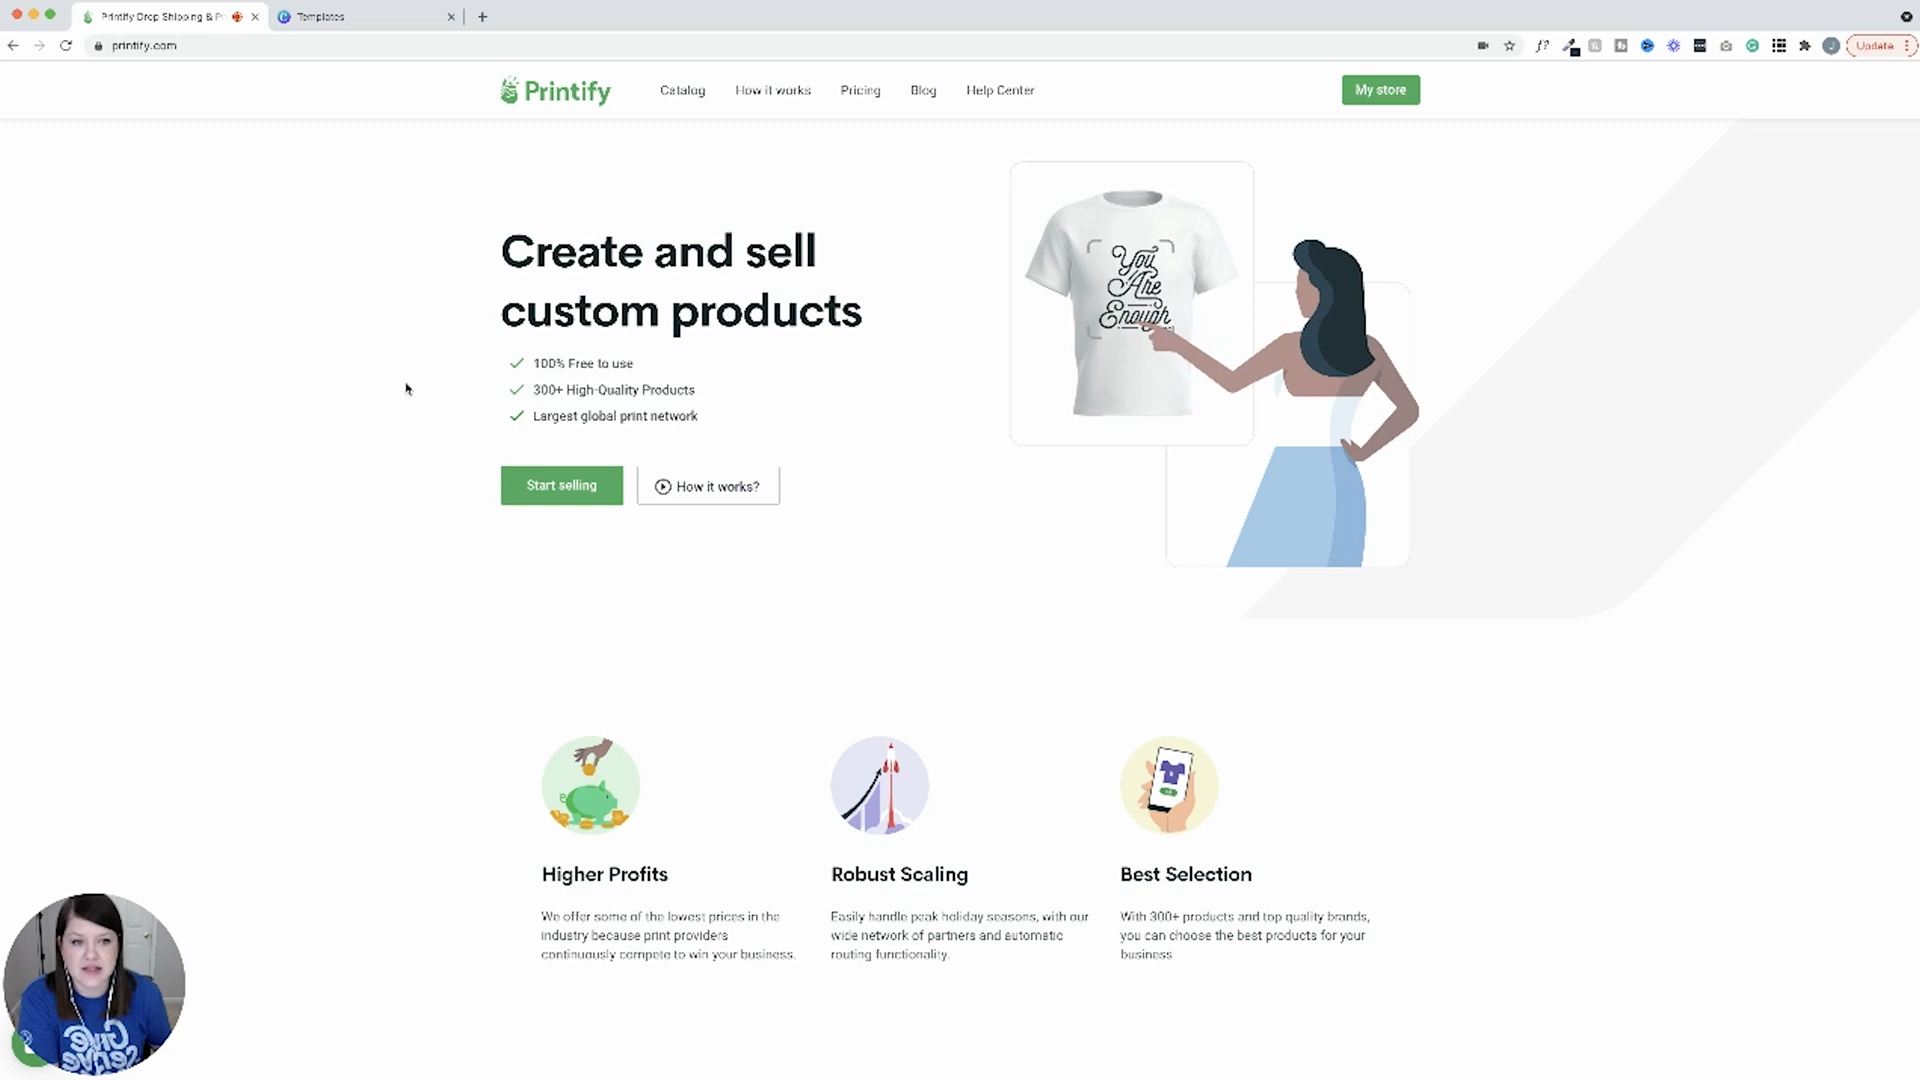 Printify Drop Shipping & Pr
Templates
printify.com
f?
Update
Printify
Catalog
How it works
Pricing
Blog
Help Center
My store
Create and sell
custom products
100% Free to use
300+ High-Quality Products
Largest global print network
Start selling
How it works?
You
Are
Enough
Higher Profits
We offer some of the lowest prices in the
industry because print providers
continuously compete to win your business.
Robust Scaling
Easily handle peak holiday seasons, with our
wide network of partners and automatic
routing functionality.
Best Selection
With 300+ products and top quality brands,
you can choose the best products for your
business.
Give
Serve